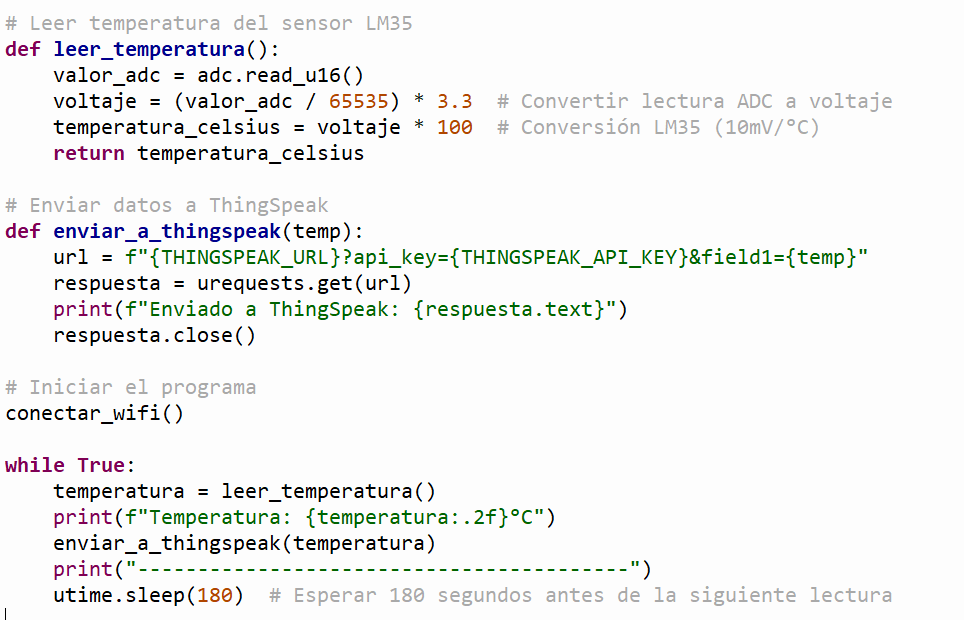 # Leer temperatura del sensor LM35
def leer_temperatura():
    valor_adc = adc.read_u16()
    voltaje = (valor_adc / 65535) * 3.3  # Convertir lectura ADC a voltaje
    temperatura_celsius = voltaje * 100  # Conversión LM35 (10mV/°C)
    return temperatura_celsius

# Enviar datos a ThingSpeak
def enviar_a_thingspeak(temp):
    url = f"{THINGSPEAK_URL}?api_key={THINGSPEAK_API_KEY}&field1={temp}"
    respuesta = urequests.get(url)
    print(f"Enviado a ThingSpeak: {respuesta.text}")
    respuesta.close()

# Iniciar el programa
conectar_wifi()

while True:
    temperatura = leer_temperatura()
    print(f"Temperatura: {temperatura:.2f}°C")
    enviar_a_thingspeak(temperatura)
    print("-----------------------------------------")
    utime.sleep(180)  # Esperar 180 segundos antes de la siguiente lectura